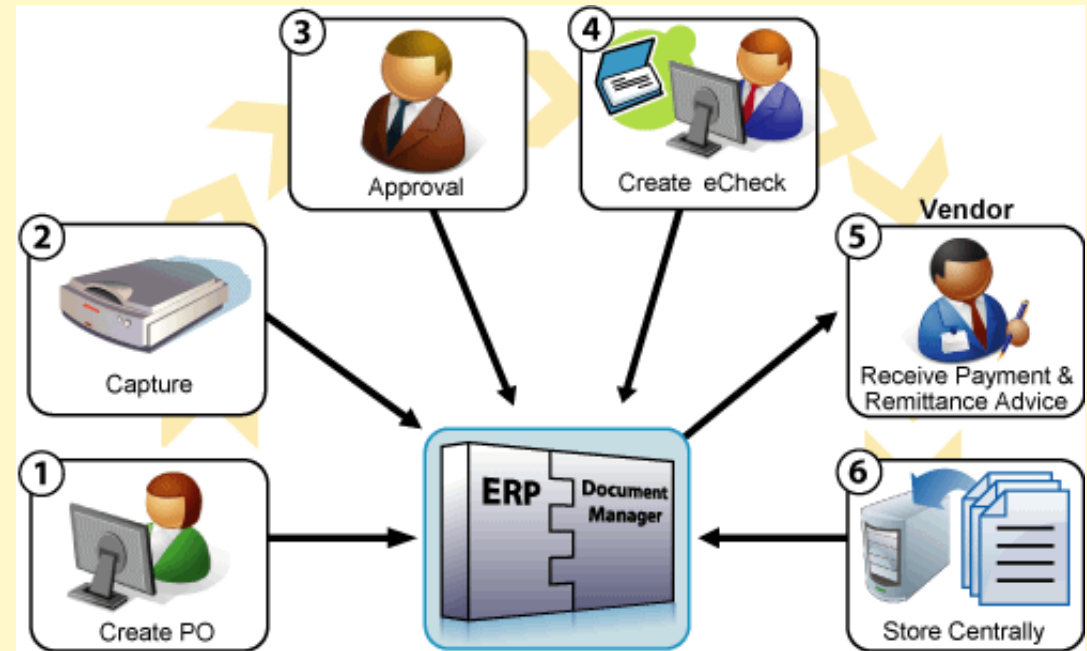 1
Create PO
2
Capture
3
Approval
4
Create eCheck
Vendor
5
Receive Payment &
Remittance Advice
6
Store Centrally
ERP
Document
Manager